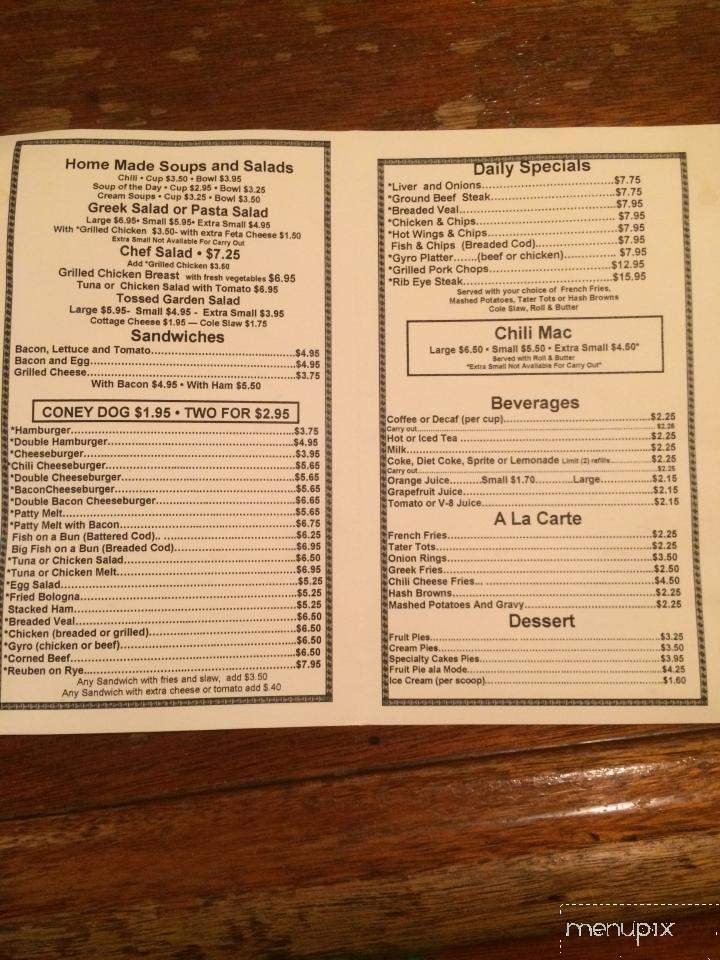 Home Made Soups and Salads
Chili • Cup $3.50 • Bowl $3.95
Soup of the Day • Cup $2.95 • Bowl $3.25
Cream Soups • Cup $3.25 • Bowl $3.50
Greek Salad or Pasta Salad
Large $6.95• Small $5.95• Extra Small $4.95
With *Grilled Chicken $3.50- with extra Feta Cheese $1.50
Extra Small Not Available For Carry Out
Chef Salad • $7.25
Add *Grilled Chicken $3.50
Grilled Chicken Breast with fresh vegetables $6.95
Tuna or Chicken Salad with Tomato $6.95
Tossed Garden Salad
Large $5.95- Small $4.95 - Extra Small $3.95
Cottage Cheese $1.95 — Cole Slaw $1.75
Sandwiches
Bacon, Lettuce and Tomato...$4.95
Bacon and Egg...$4.95
Grilled Cheese...$3.75
With Bacon $4.95 • With Ham $5.50
CONEY DOG $1.95 • TWO FOR $2.95
*Hamburger...$3.75
*Double Hamburger...$4.95
*Cheeseburger...$3.95
*Chili Cheeseburger...$5.65
*Double Cheeseburger...$5.65
*BaconCheeseburger...$5.65
*Double Bacon Cheeseburger...$6.65
*Patty Melt...$5.65
*Patty Melt with Bacon...$6.75
Fish on a Bun (Battered Cod)...$6.25
Big Fish on a Bun (Breaded Cod)...$6.95
*Tuna or Chicken Salad...$6.50
*Tuna or Chicken Melt...$6.95
*Egg Salad...$5.25
*Fried Bologna...$5.25
Stacked Ham...$5.25
*Breaded Veal...$6.50
*Chicken (breaded or grilled)...$6.50
*Gyro (chicken or beef)...$6.50
*Corned Beef...$6.50
*Reuben on Rye...$7.95
Any Sandwich with fries and slaw, add $3.50
Any Sandwich with extra cheese or tomato add $.40
Daily Specials
*Liver and Onions...$7.75
*Ground Beef Steak...$7.75
*Breaded Veal...$7.95
*Chicken & Chips...$7.95
*Hot Wings & Chips...$7.95
Fish & Chips (Breaded Cod)...$7.95
*Gyro Platter.......(beef or chicken)...$7.95
*Grilled Pork Chops...$12.95
*Rib Eye Steak...$15.95
Served with your choice of French Fries,
Mashed Potatoes, Tater Tots or Hash Browns
Cole Slaw, Roll & Butter
Chili Mac
Large $6.50 • Small $5.50 • Extra Small $4.50*
Served with Roll & Butter
*Extra Small Not Available For Carry Out*
Beverages
Coffee or Decaf (per cup)...$2.25
Carry out...$2.25
Hot or Iced Tea...$2.25
Milk...$2.25
Coke, Diet Coke, Sprite or Lemonade Limit (2) refills...$2.25
Carry out...$2.25
Orange Juice.........Small $1.70..........Large...$2.15
Grapefruit Juice...$2.15
Tomato or V-8 Juice...$2.15
A La Carte
French Fries...$2.25
Tater Tots...$2.25
Onion Rings...$3.50
Greek Fries...$2.50
Chili Cheese Fries...$4.50
Hash Browns...$2.25
Mashed Potatoes And Gravy...$2.25
Dessert
Fruit Pies...$3.25
Cream Pies...$3.50
Specialty Cakes Pies...$3.95
Fruit Pie ala Mode...$4.25
Ice Cream (per scoop)...$1.60
menupix